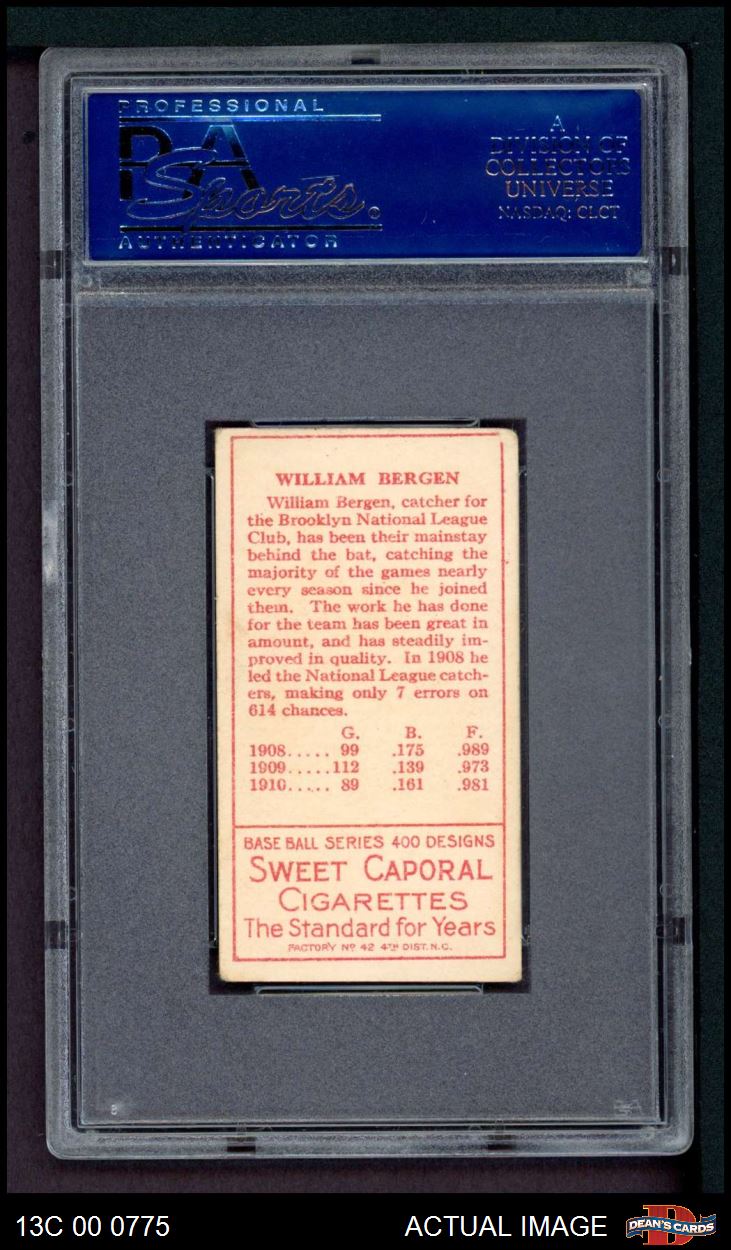 PROFESSIONAL
PSA
Sports
AUTHENTICATOR
A
DIVISION OF
COLLECTORS
UNIVERSE
NASDAQ: CLCT
WILLIAM BERGEN
William Bergen, catcher for
the Brooklyn National League
Club, has been their mainstay
behind the bat, catching the
majority of the games nearly
every season since he joined
them. The work he has done
for the team has been great in
amount, and has steadily im-
proved in quality. In 1908 he
led the National League catch-
ers, making only 7 errors on
614 chances.
G. B. F.
1908..... 99 .175 .989
1909.....112 .139 .973
1910..... 89 .161 .981
BASE BALL SERIES 400 DESIGNS
SWEET CAPORAL
CIGARETTES
The Standard for Years
FACTORY Nº 42 4TH DIST. N.C.
13C 00 0775 ACTUAL IMAGE
DEAN'S CARDS